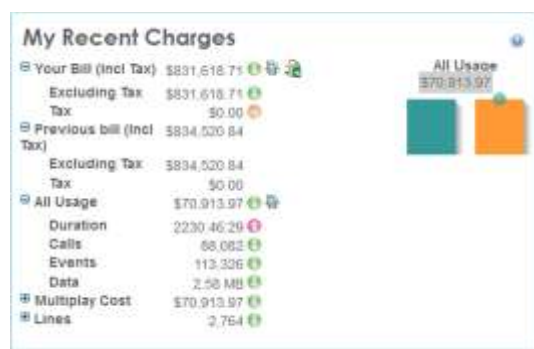 My Recent Charges
Your Bill (Incl Tax) $831,618.71
Excluding Tax $831,618.71
Tax $0.00
Previous bill (Incl Tax) $834,520.84
Excluding Tax $834,520.84
Tax $0.00
All Usage $70,913.97
Duration 2230:46:29
Calls
Events 113,326
Data 2.58 MB
Multiplay Cost $70,913.97
Lines 2,764
All Usage
$70,913.97